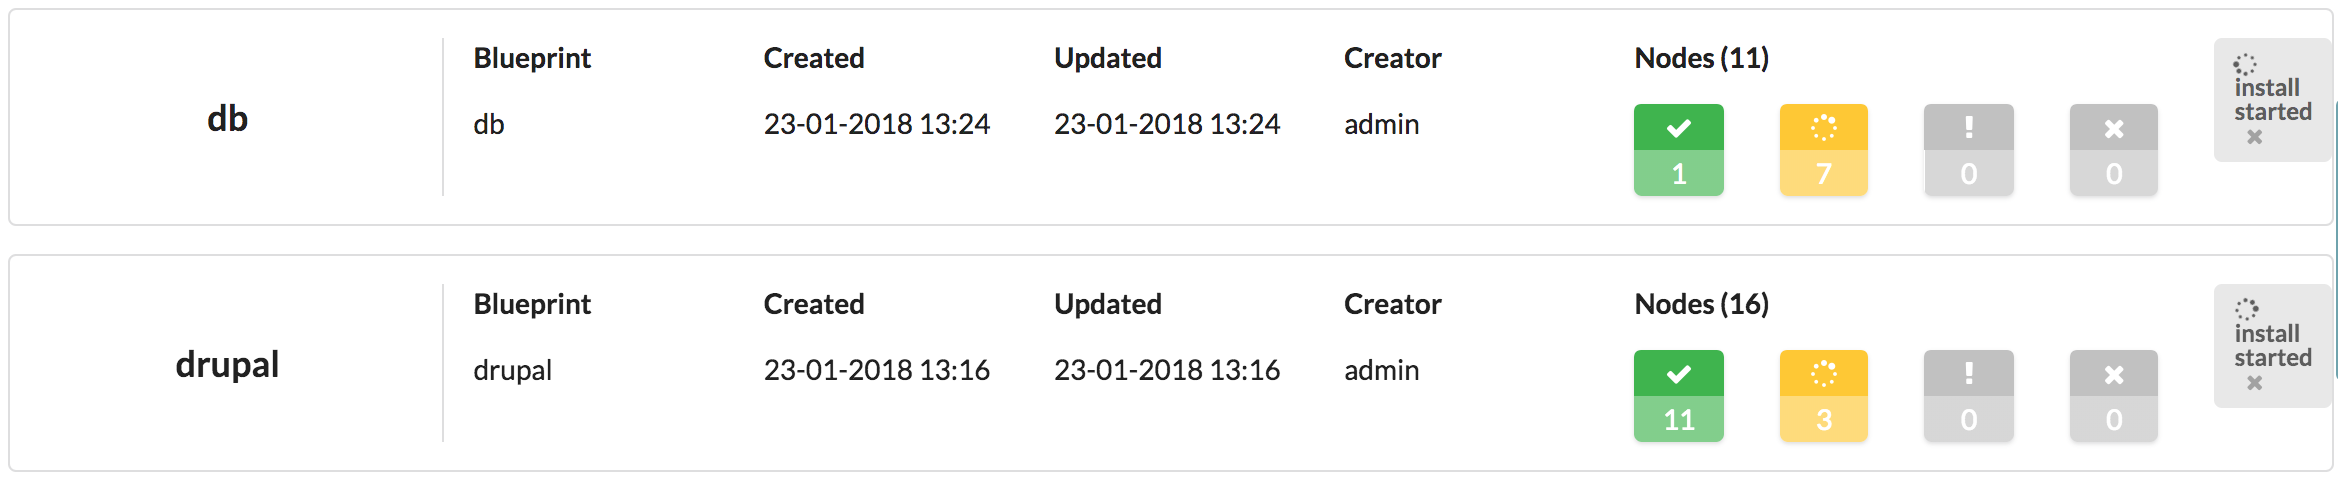 db
Blueprint Created Updated Creator Nodes (11)
db 23-01-2018 13:24 23-01-2018 13:24 admin
1 7 ! 0 0
install
started
drupal
Blueprint Created Updated Creator Nodes (16)
drupal 23-01-2018 13:16 23-01-2018 13:16 admin
11 3 ! 0 0
install
started